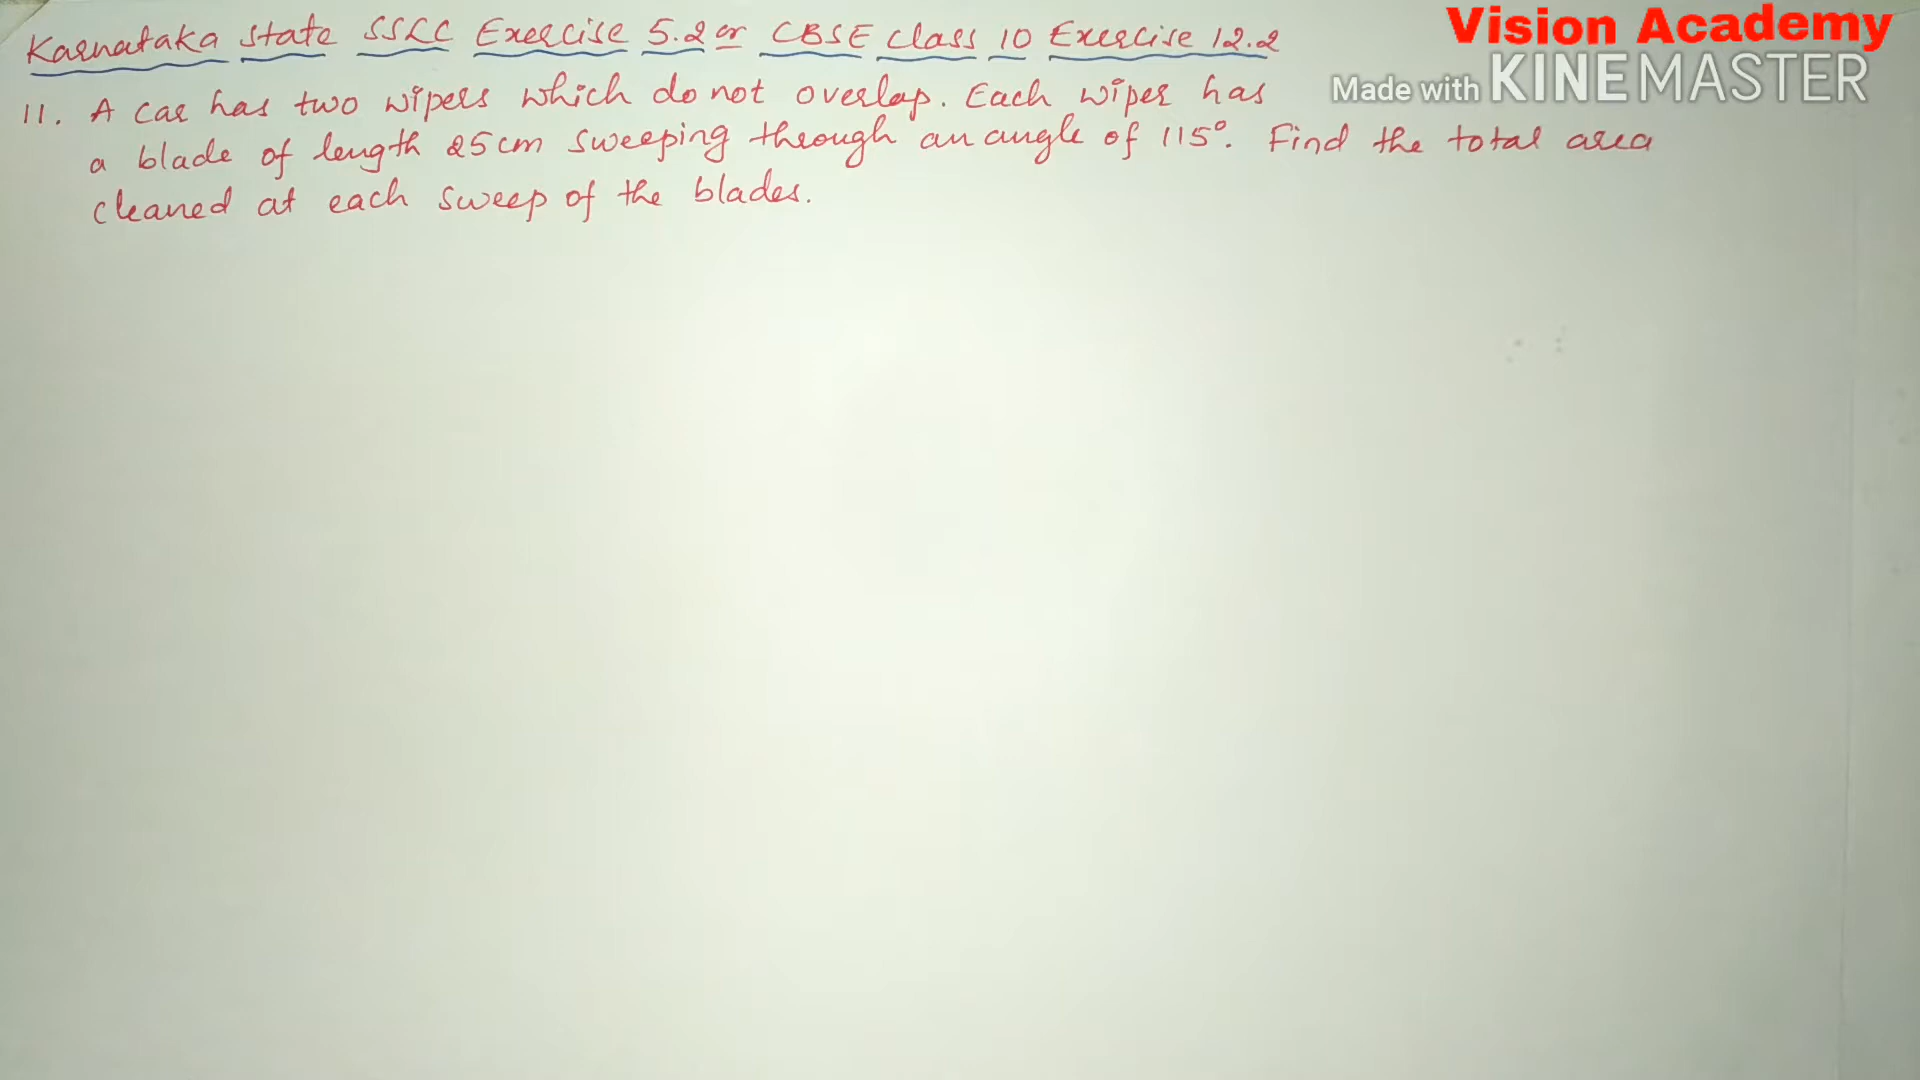 Karnataka State SSLC Exercise 5.2 or CBSE Class 10 Exercise 12.2
Vision Academy
Made with KINEMASTER
11. A car has two wipers which do not overlap. Each wiper has
a blade of length 25cm sweeping through an angle of 115°. Find the total area
cleaned at each sweep of the blades.